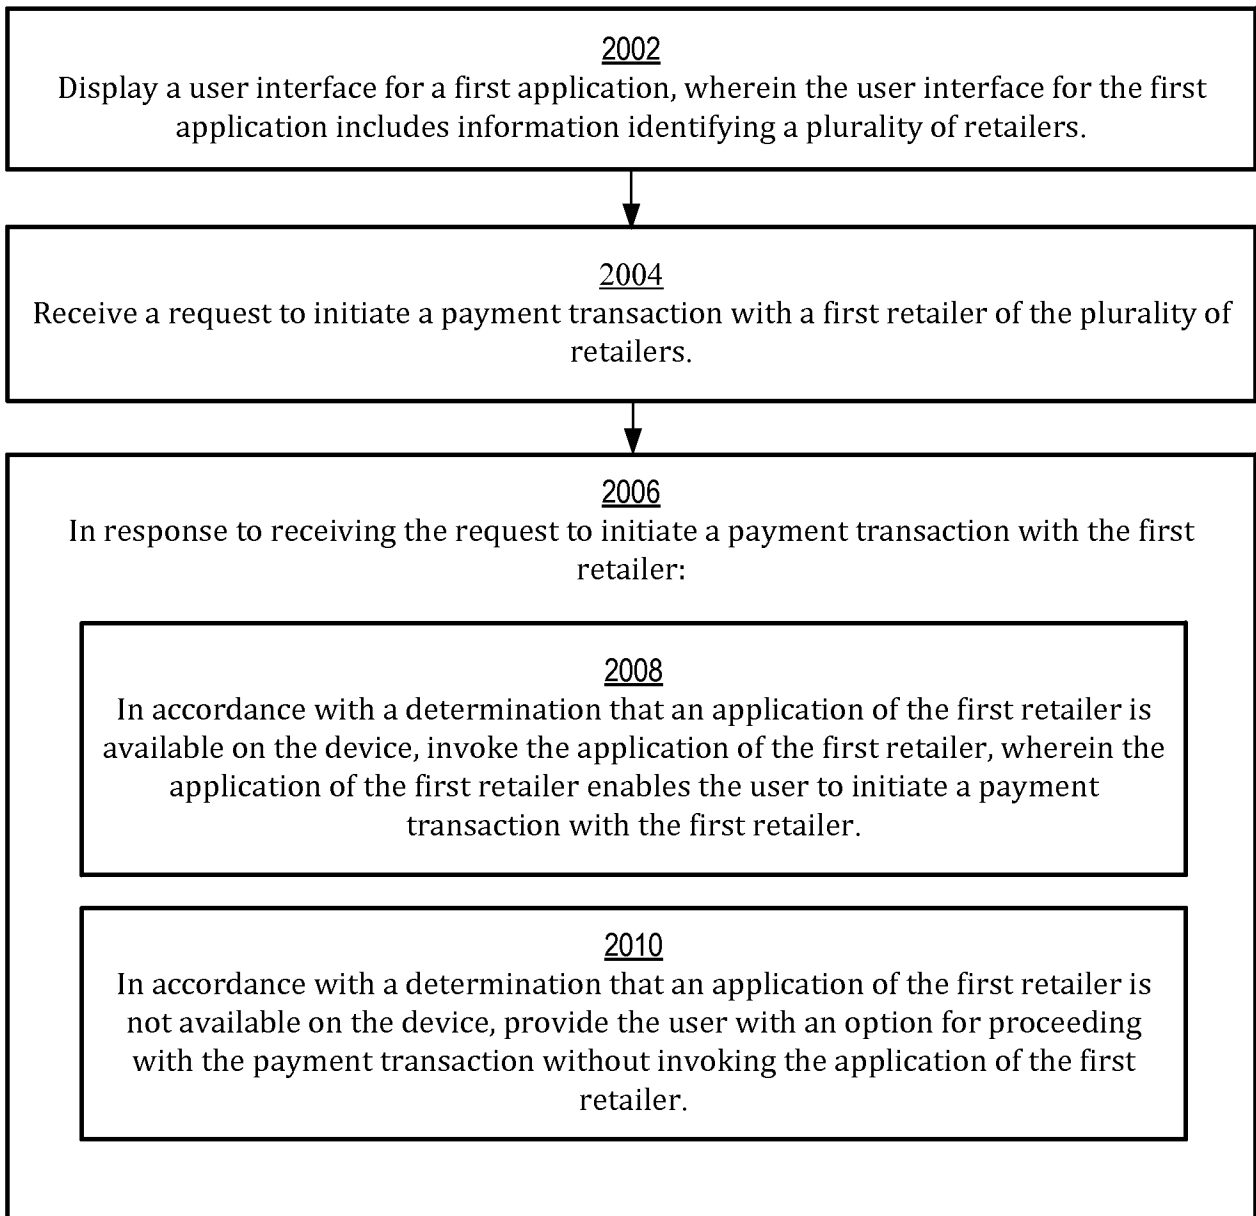 2002
Display a user interface for a first application, wherein the user interface for the first
application includes information identifying a plurality of retailers.
2004
Receive a request to initiate a payment transaction with a first retailer of the plurality of
retailers.
2006
In response to receiving the request to initiate a payment transaction with the first
retailer:
2008
In accordance with a determination that an application of the first retailer is
available on the device, invoke the application of the first retailer, wherein the
application of the first retailer enables the user to initiate a payment
transaction with the first retailer.
2010
In accordance with a determination that an application of the first retailer is
not available on the device, provide the user with an option for proceeding
with the payment transaction without invoking the application of the first
retailer.